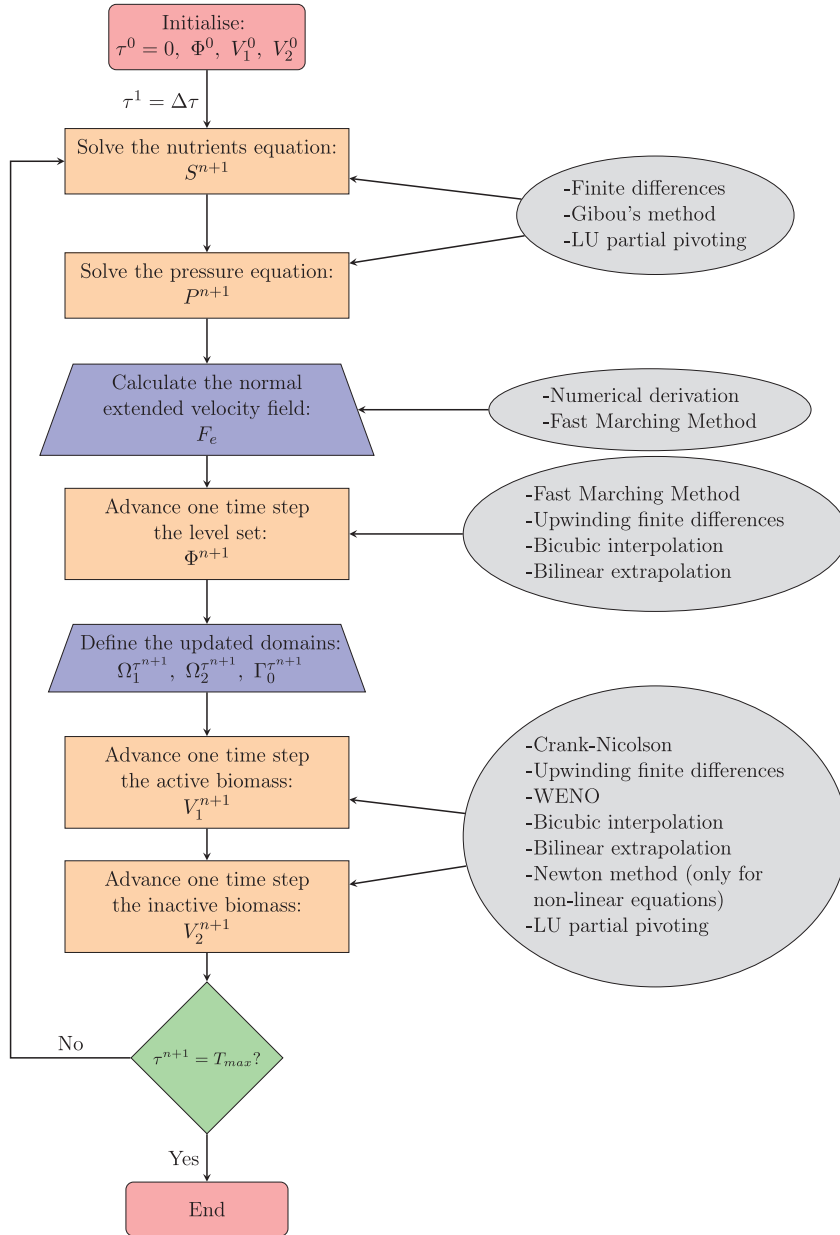 Initialise:
τ⁰ = 0, Φ⁰, V₁⁰, V₂⁰
τ¹ = Δτ
Solve the nutrients equation:
Sⁿ⁺¹
-Finite differences
-Gibou's method
-LU partial pivoting
Solve the pressure equation:
Pⁿ⁺¹
Calculate the normal
extended velocity field:
Fₑ
-Numerical derivation
-Fast Marching Method
Advance one time step
the level set:
Φⁿ⁺¹
-Fast Marching Method
-Upwinding finite differences
-Bicubic interpolation
-Bilinear extrapolation
Define the updated domains:
Ω₁^{τⁿ⁺¹}, Ω₂^{τⁿ⁺¹}, Γ₀^{τⁿ⁺¹}
Advance one time step
the active biomass:
V₁ⁿ⁺¹
-Crank-Nicolson
-Upwinding finite differences
-WENO
-Bicubic interpolation
-Bilinear extrapolation
-Newton method (only for
non-linear equations)
-LU partial pivoting
Advance one time step
the inactive biomass:
V₂ⁿ⁺¹
τⁿ⁺¹ = T_{max}?
No
Yes
End